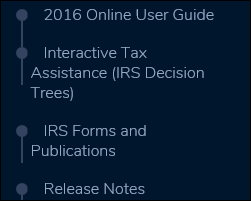 2016 Online User Guide
Interactive Tax
Assistance (IRS Decision
Trees)
IRS Forms and
Publications
Release Notes